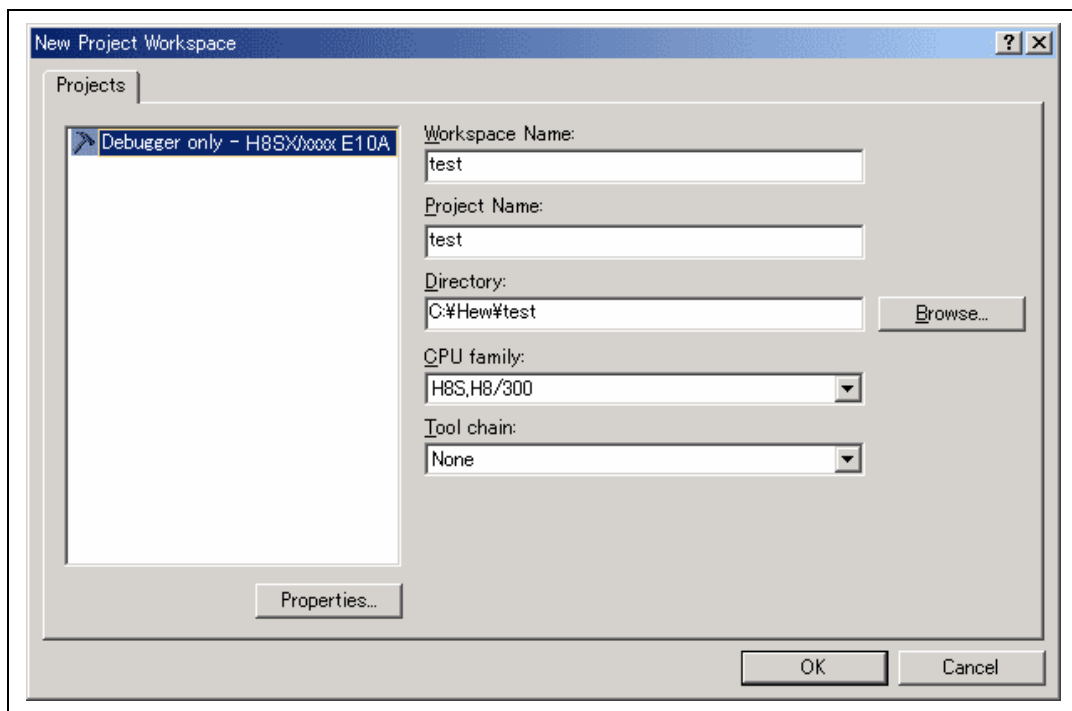 New Project Workspace
Projects
Debugger only - H8SX/xxxx E10A
Workspace Name:
test
Project Name:
test
Directory:
C:¥Hew¥test
Browse...
CPU family:
H8S,H8/300
Tool chain:
None
Properties...
OK
Cancel